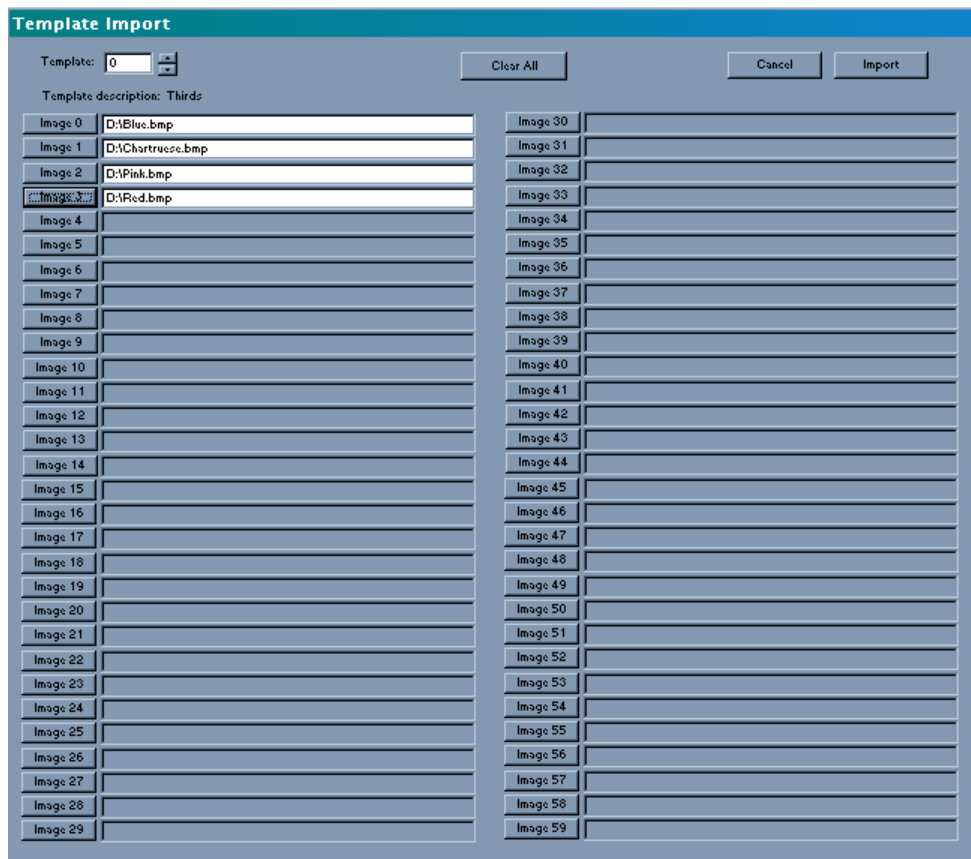 Template Import
Template: 0
Clear All
Cancel
Import
Template description: Thirds
Image 0 D:\Blue.bmp
Image 1 D:\Chartruese.bmp
Image 2 D:\Pink.bmp
Image 3 D:\Red.bmp
Image 4
Image 5
Image 6
Image 7
Image 8
Image 9
Image 10
Image 11
Image 12
Image 13
Image 14
Image 15
Image 16
Image 17
Image 18
Image 19
Image 20
Image 21
Image 22
Image 23
Image 24
Image 25
Image 26
Image 27
Image 28
Image 29
Image 30
Image 31
Image 32
Image 33
Image 34
Image 35
Image 36
Image 37
Image 38
Image 39
Image 40
Image 41
Image 42
Image 43
Image 44
Image 45
Image 46
Image 47
Image 48
Image 49
Image 50
Image 51
Image 52
Image 53
Image 54
Image 55
Image 56
Image 57
Image 58
Image 59